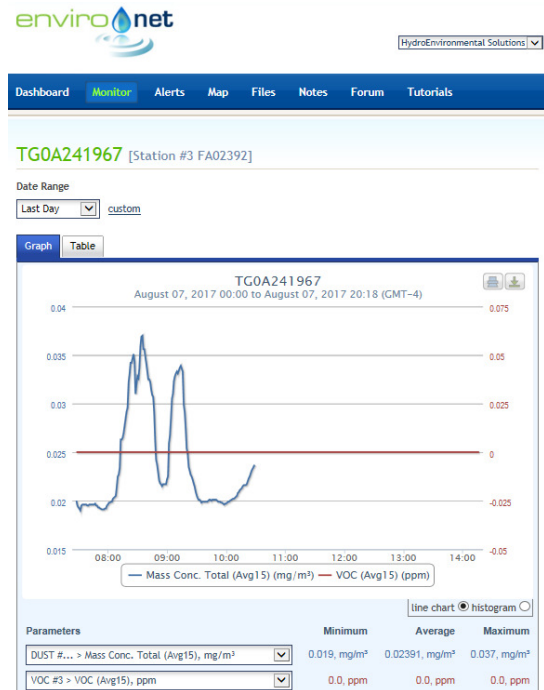 enviro net
HydroEnvironmental Solutions
Dashboard Monitor Alerts Map Files Notes Forum Tutorials
TG0A241967 [Station #3 FA02392]
Date Range
Last Day custom
Graph Table
TG0A241967
August 07, 2017 00:00 to August 07, 2017 20:18 (GMT-4)
0.04 0.075
0.035 0.05
0.03 0.025
0.025 0
0.02 -0.025
0.015 -0.05
08:00 09:00 10:00 11:00 12:00 13:00 14:00
Mass Conc. Total (Avg15) (mg/m³) VOC (Avg15) (ppm)
line chart histogram
Parameters Minimum Average Maximum
DUST #... > Mass Conc. Total (Avg15), mg/m³ 0.019, mg/m³ 0.02391, mg/m³ 0.037, mg/m³
VOC #3 > VOC (Avg15), ppm 0.0, ppm 0.0, ppm 0.0, ppm